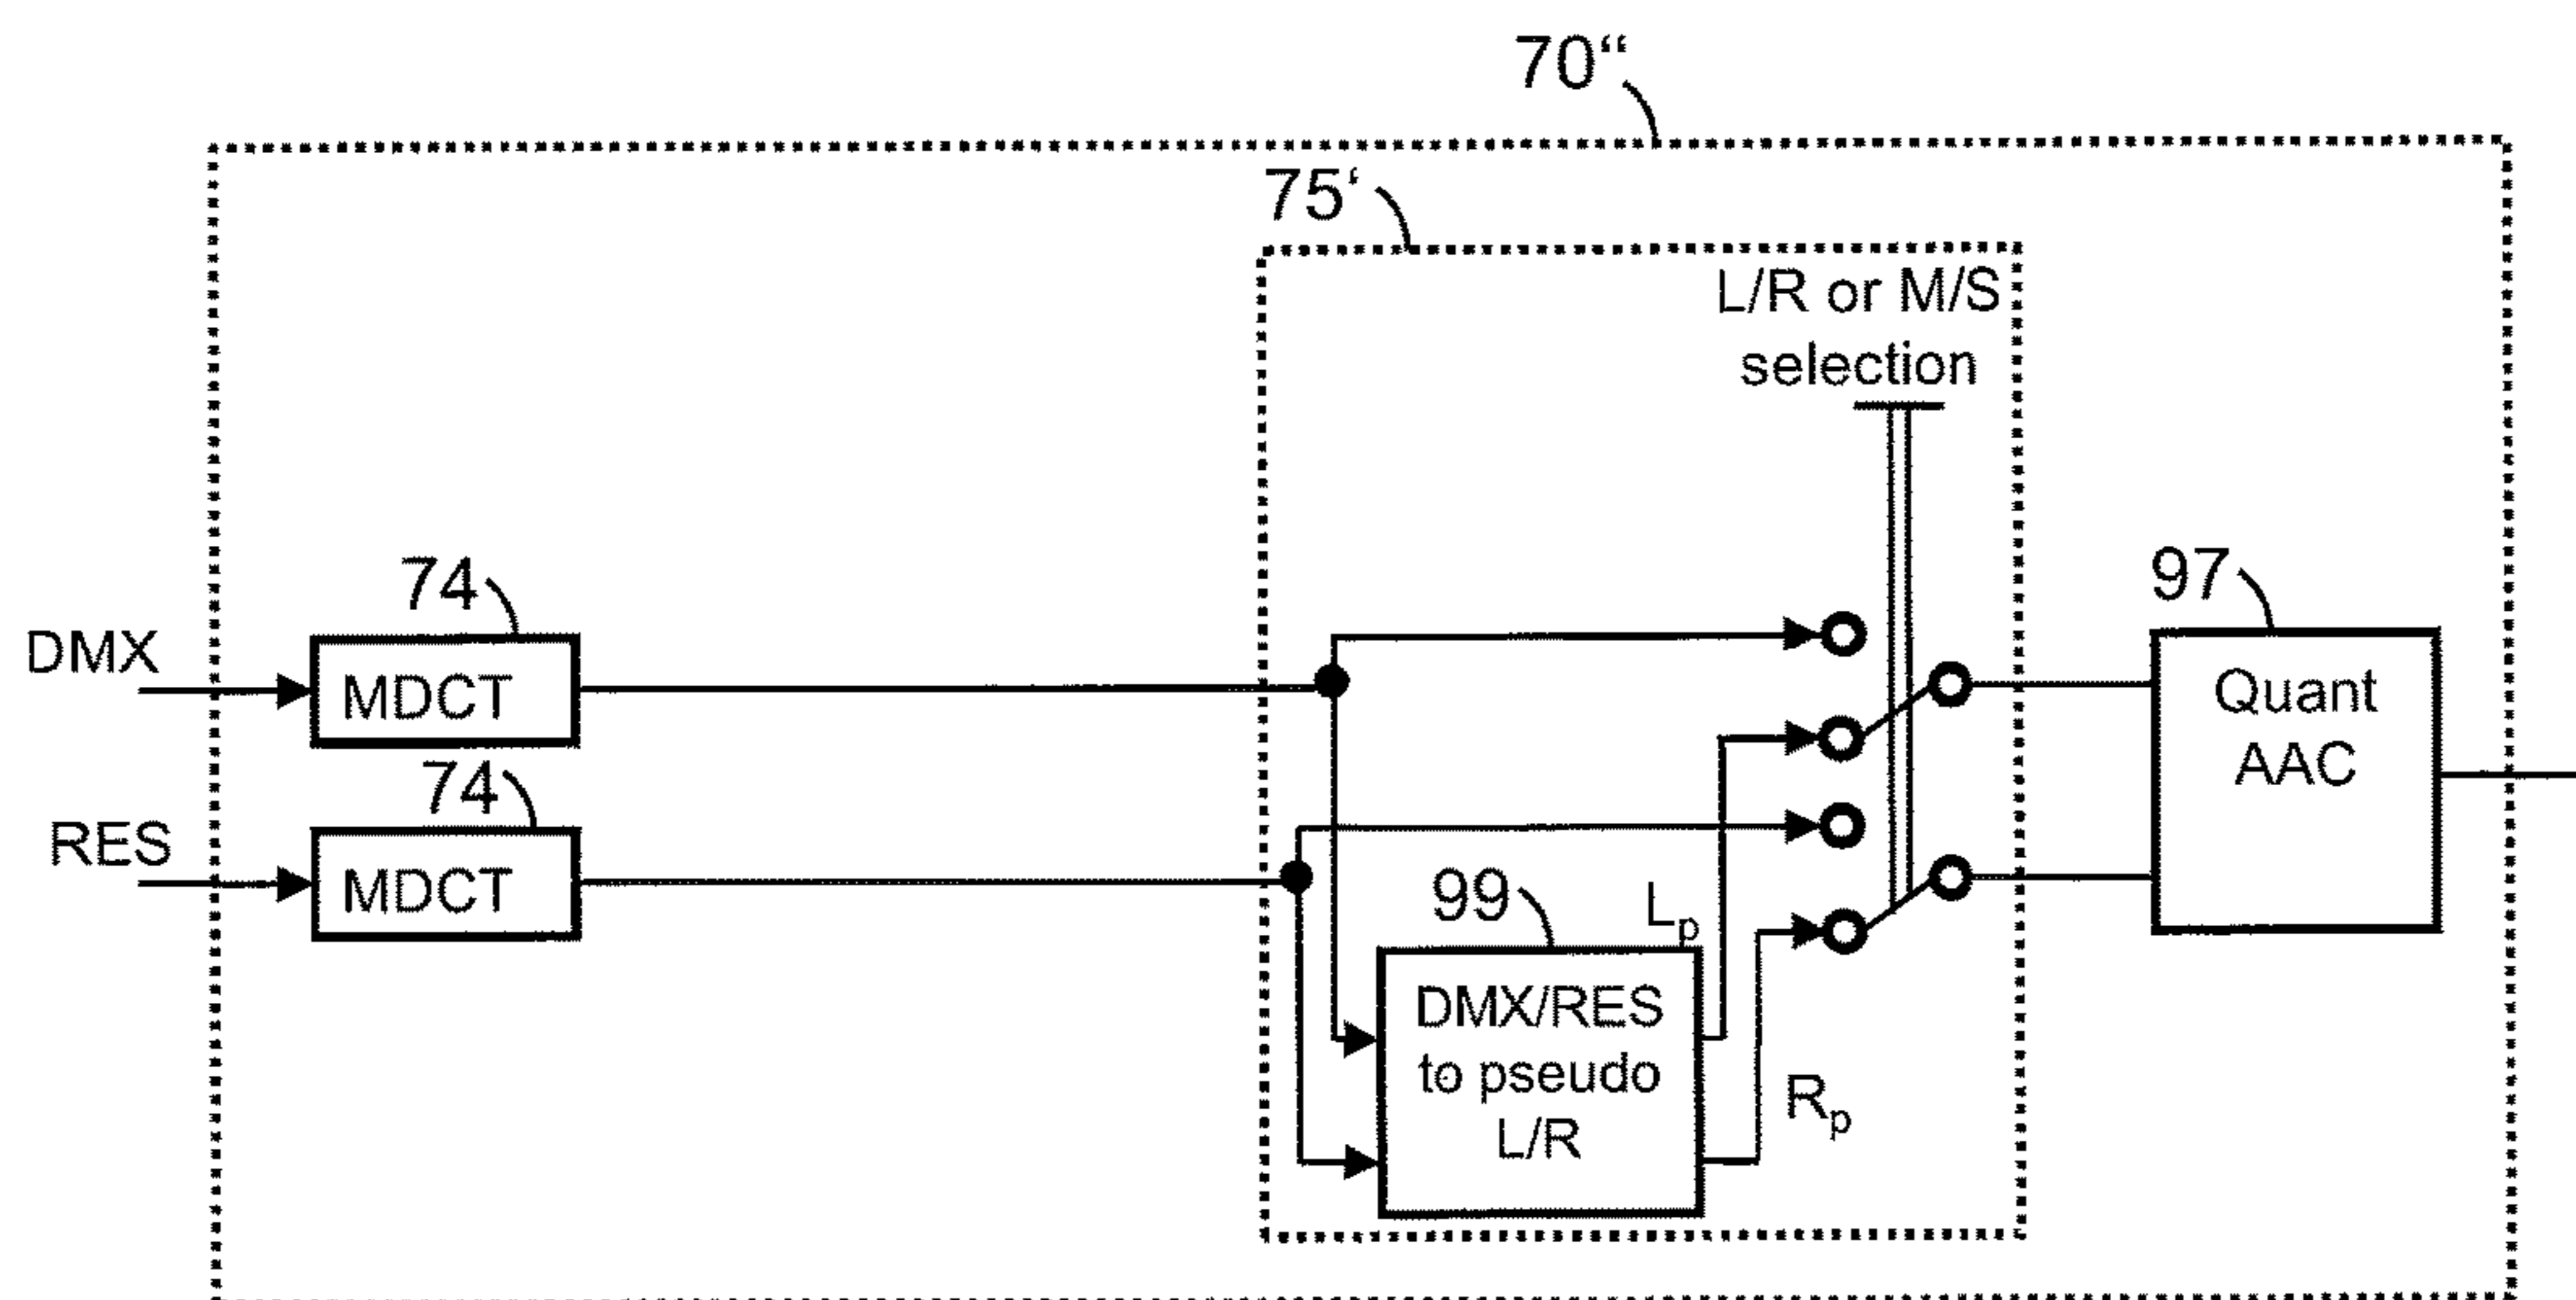 70“
75‘
L/R or M/S
selection
74
97
DMX
MDCT
Quant
AAC
74
RES
MDCT
99
Lp
DMX/RES
to pseudo
L/R
Rp